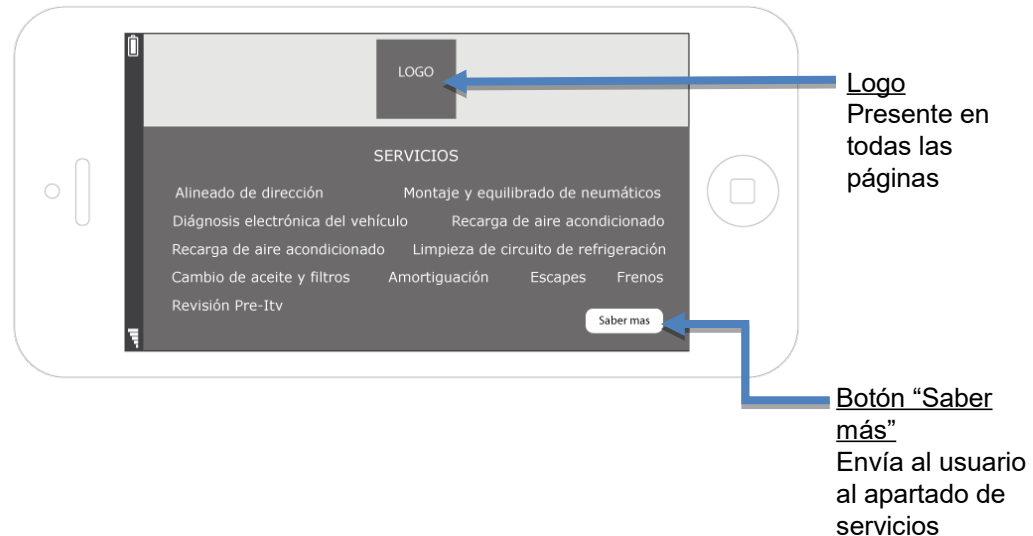 LOGO
Logo
Presente en
todas las
páginas
SERVICIOS
Alineado de dirección Montaje y equilibrado de neumáticos
Diágnosis electrónica del vehículo Recarga de aire acondicionado
Recarga de aire acondicionado Limpieza de circuito de refrigeración
Cambio de aceite y filtros Amortiguación Escapes Frenos
Revisión Pre-Itv
Saber mas
Botón “Saber
más”
Envía al usuario
al apartado de
servicios